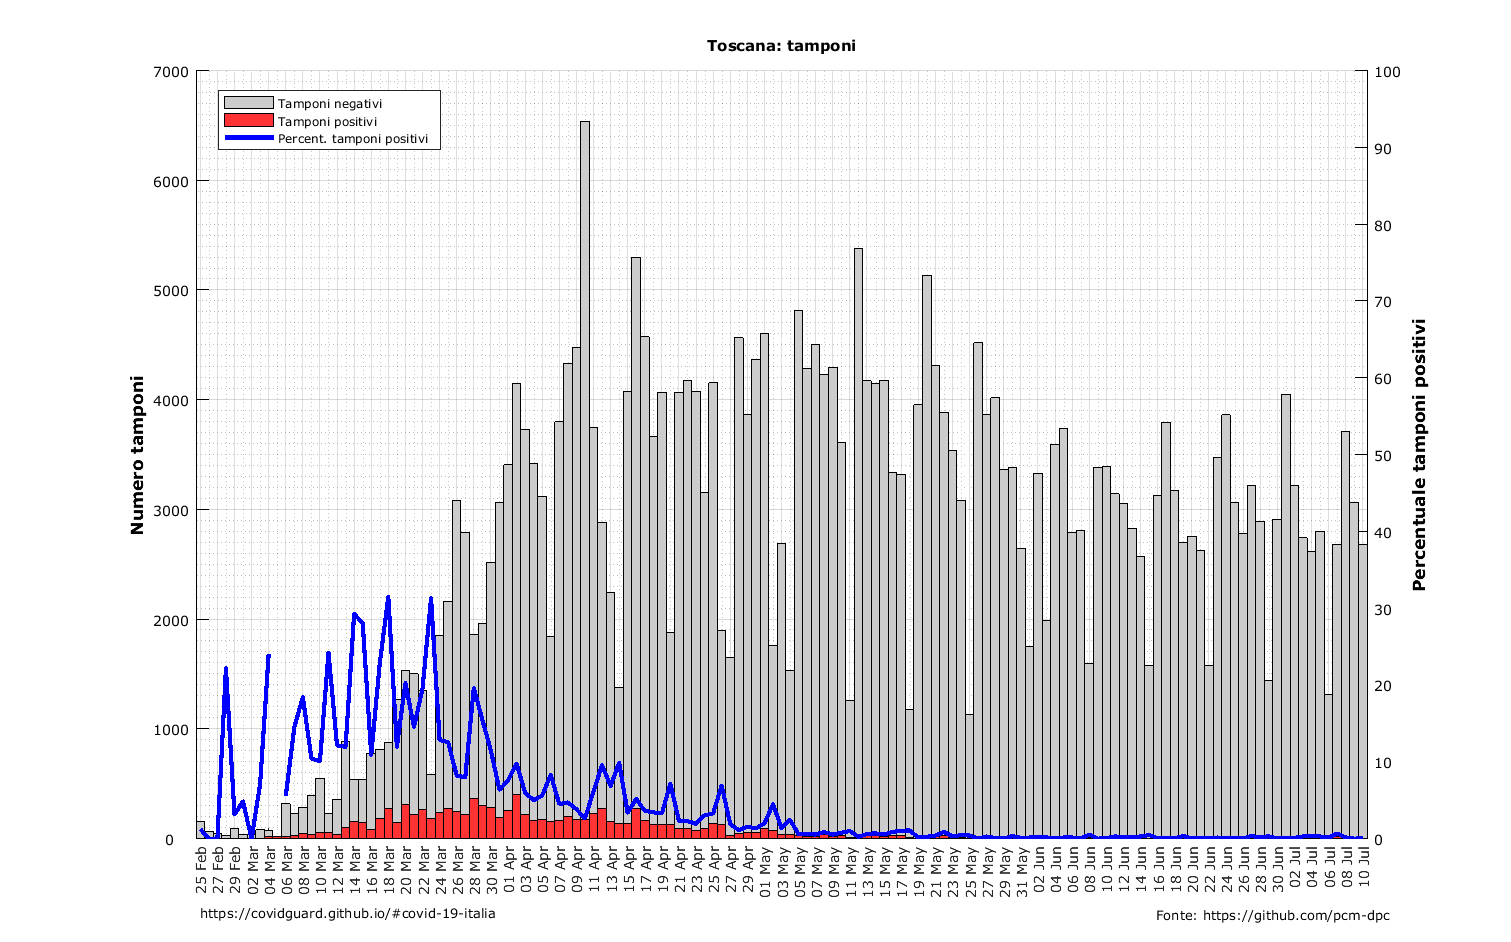 Toscana: tamponi
7000
6000
5000
4000
3000
2000
1000
0
Numero tamponi
Tamponi negativi
Tamponi positivi
Percent. tamponi positivi
100
90
80
70
60
50
40
30
20
10
0
Percentuale tamponi positivi
25 Feb
27 Feb
29 Feb
02 Mar
04 Mar
06 Mar
08 Mar
10 Mar
12 Mar
14 Mar
16 Mar
18 Mar
20 Mar
22 Mar
24 Mar
26 Mar
28 Mar
30 Mar
01 Apr
03 Apr
05 Apr
07 Apr
09 Apr
11 Apr
13 Apr
15 Apr
17 Apr
19 Apr
21 Apr
23 Apr
25 Apr
27 Apr
29 Apr
01 May
03 May
05 May
07 May
09 May
11 May
13 May
15 May
17 May
19 May
21 May
23 May
25 May
27 May
29 May
31 May
02 Jun
04 Jun
06 Jun
08 Jun
10 Jun
12 Jun
14 Jun
16 Jun
18 Jun
20 Jun
22 Jun
24 Jun
26 Jun
28 Jun
30 Jun
02 Jul
04 Jul
06 Jul
08 Jul
10 Jul
https://covidguard.github.io/#covid-19-italia
Fonte: https://github.com/pcm-dpc